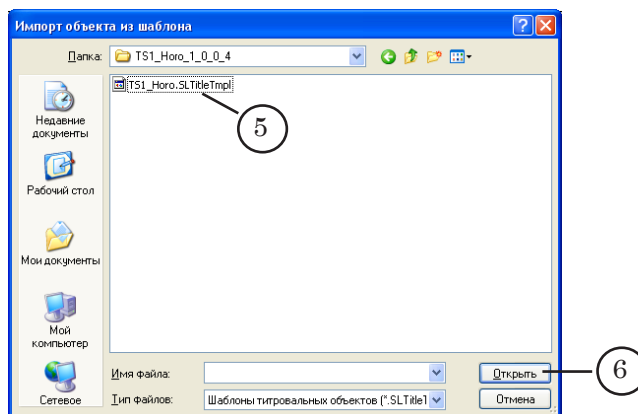 Импорт объекта из шаблона
Папка:
TS1_Horo_1_0_0_4
TS1_Horo.SLTitleTmpl
5
Недавние
документы
Рабочий стол
Мои документы
Мой
компьютер
Сетевое
Имя файла:
Открыть
6
Тип файлов:
Шаблоны титровальных объектов (*.SLTitleT
Отмена